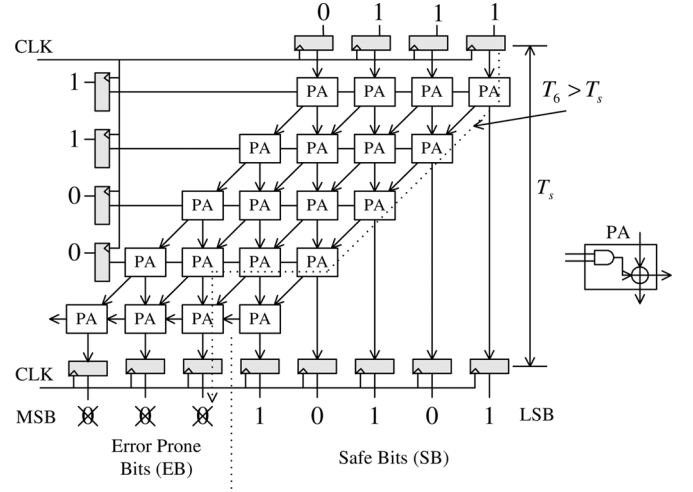 0 1 1 1
CLK
1 PA PA PA PA
T6 > Ts
1 PA PA PA PA
Ts
0 PA PA PA PA
PA
0 PA PA PA PA
PA PA PA PA
CLK
MSB 0 0 0 1 0 1 0 1 LSB
Error Prone
Bits (EB)
Safe Bits (SB)